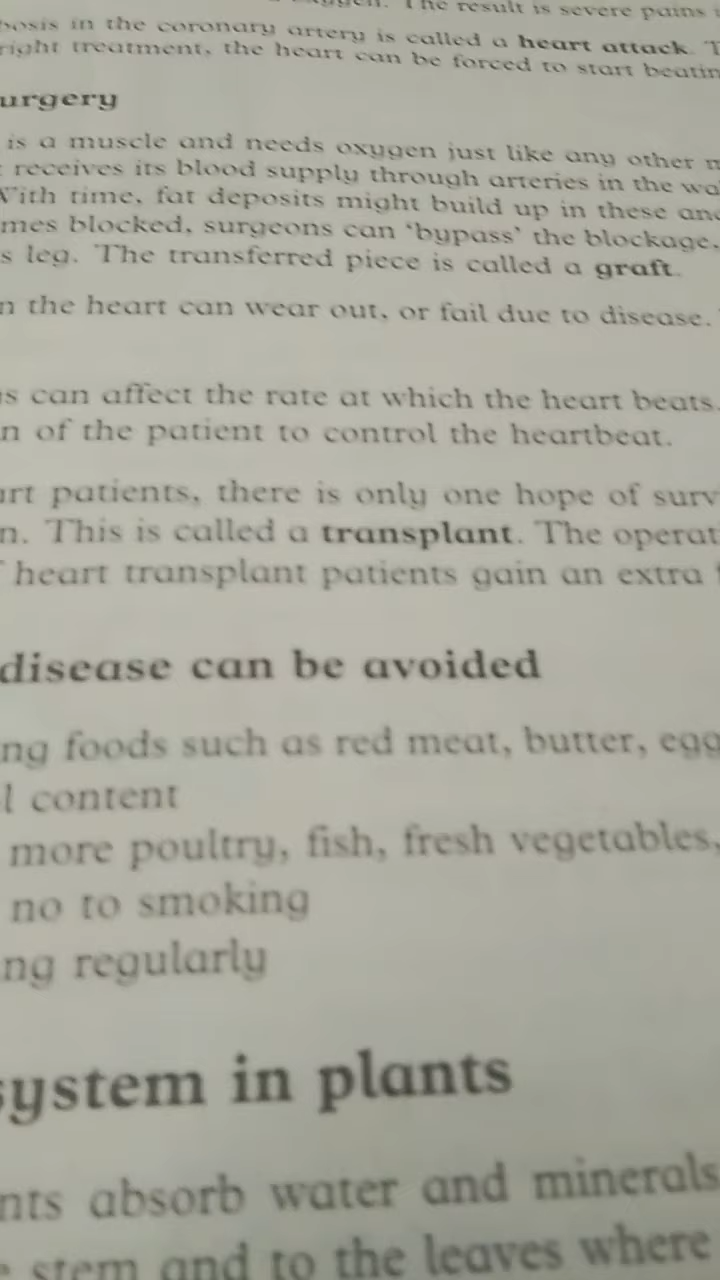 The result is severe pains
osis in the coronary artery is called a heart attack. T
right treatment, the heart can be forced to start beatin
urgery
is a muscle and needs oxygen just like any other m
receives its blood supply through arteries in the wa
With time, fat deposits might build up in these and
mes blocked, surgeons can ‘bypass’ the blockage,
s leg. The transferred piece is called a graft.
n the heart can wear out, or fail due to disease.
s can affect the rate at which the heart beats.
n of the patient to control the heartbeat.
art patients, there is only one hope of surv
n. This is called a transplant. The operat
heart transplant patients gain an extra
disease can be avoided
ng foods such as red meat, butter, egg
l content
more poultry, fish, fresh vegetables,
no to smoking
ng regularly
system in plants
nts absorb water and minerals
stem and to the leaves where